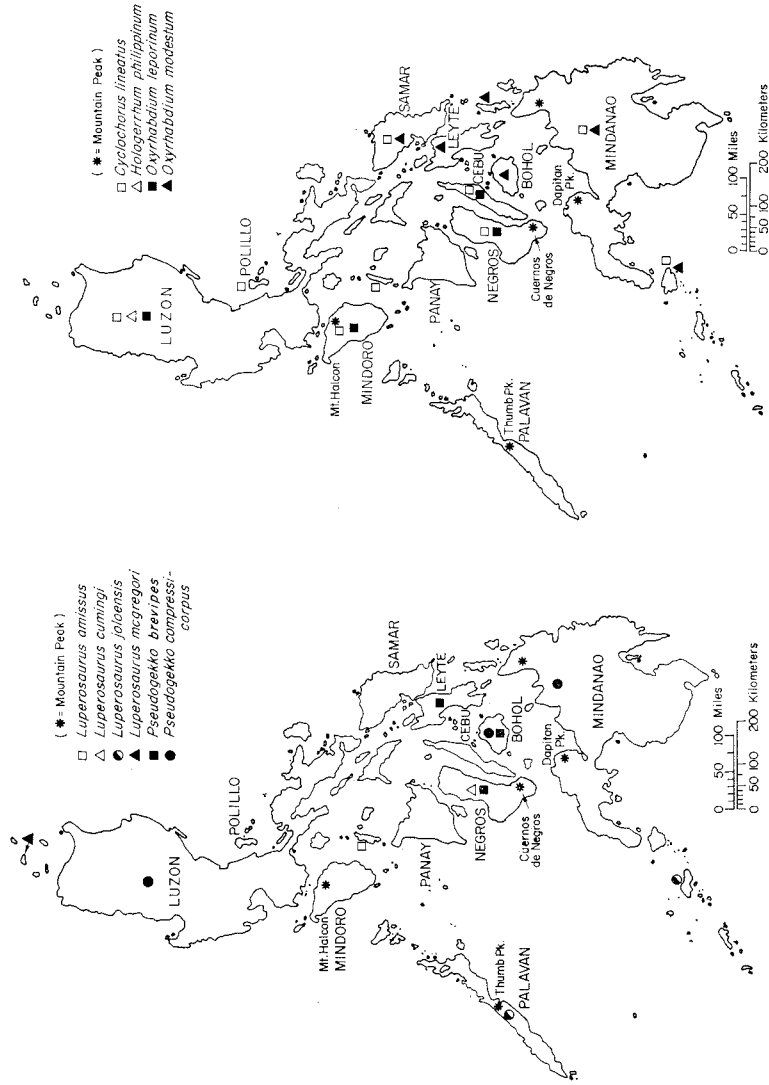 ( ✷ = Mountain Peak )
□ Luperosaurus amissus
△ Luperosaurus cumingi
◐ Luperosaurus joloensis
▲ Luperosaurus mcgregori
■ Pseudogekko brevipes
● Pseudogekko compressi-
corpus
LUZON
POLILLO
Mt. Halcon
MINDORO
SAMAR
PANAY
LEYTE
CEBU
NEGROS
BOHOL
Cuernos
de Negros
Dapitan
Pk.
MINDANAO
Thumb Pk.
PALAVAN
0 50 100 Miles
0 50 100 200 Kilometers
( ✷ = Mountain Peak )
□ Cyclochorus lineatus
△ Hologerrhum philippinum
■ Oxyrhabdium leporinum
▲ Oxyrhabdium modestum
LUZON
POLILLO
Mt. Halcon
MINDORO
SAMAR
PANAY
LEYTE
CEBU
NEGROS
BOHOL
Cuernos
de Negros
Dapitan
Pk.
MINDANAO
Thumb Pk.
PALAVAN
0 50 100 Miles
0 50 100 200 Kilometers